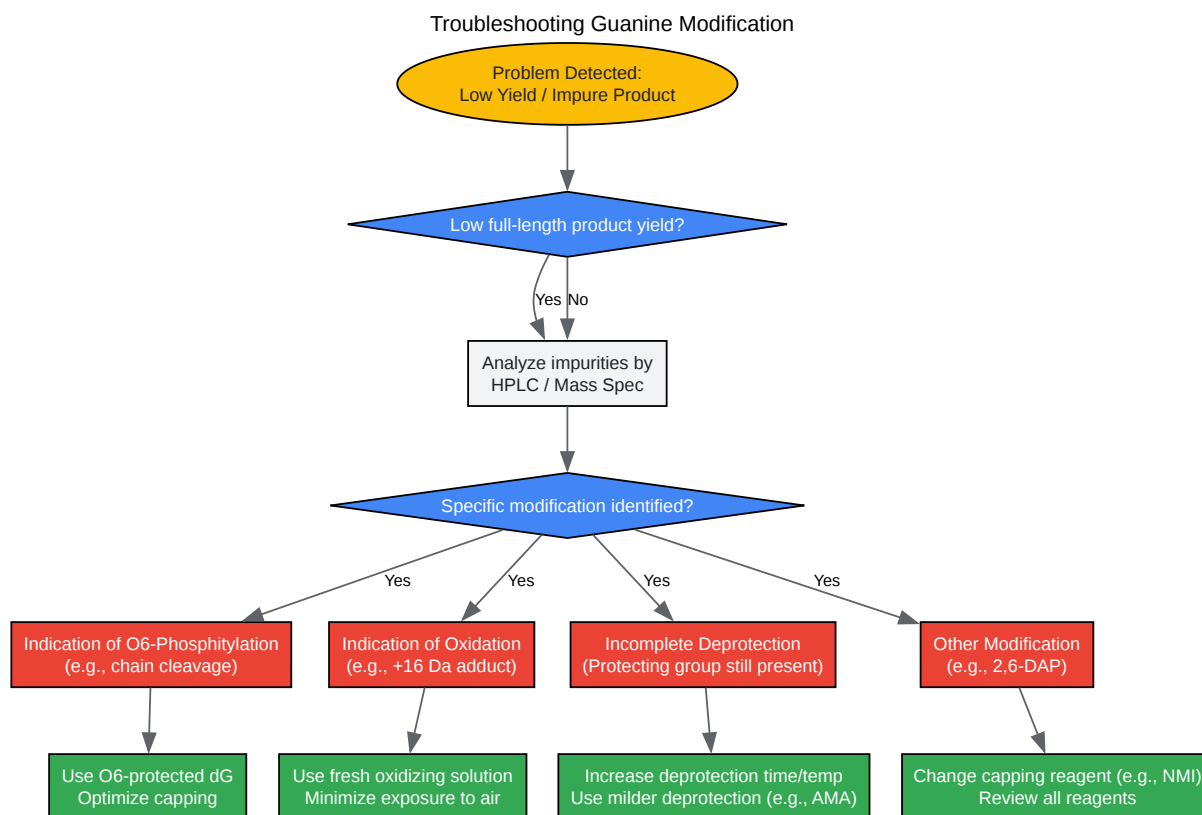 Troubleshooting Guanine Modification
Problem Detected:
Low Yield / Impure Product
Low full-length product yield?
Yes
No
Analyze impurities by
HPLC / Mass Spec
Specific modification identified?
Yes
Yes
Yes
Yes
Indication of O6-Phosphitylation
(e.g., chain cleavage)
Indication of Oxidation
(e.g., +16 Da adduct)
Incomplete Deprotection
(Protecting group still present)
Other Modification
(e.g., 2,6-DAP)
Use O6-protected dG
Optimize capping
Use fresh oxidizing solution
Minimize exposure to air
Increase deprotection time/temp
Use milder deprotection (e.g., AMA)
Change capping reagent (e.g., NMI)
Review all reagents